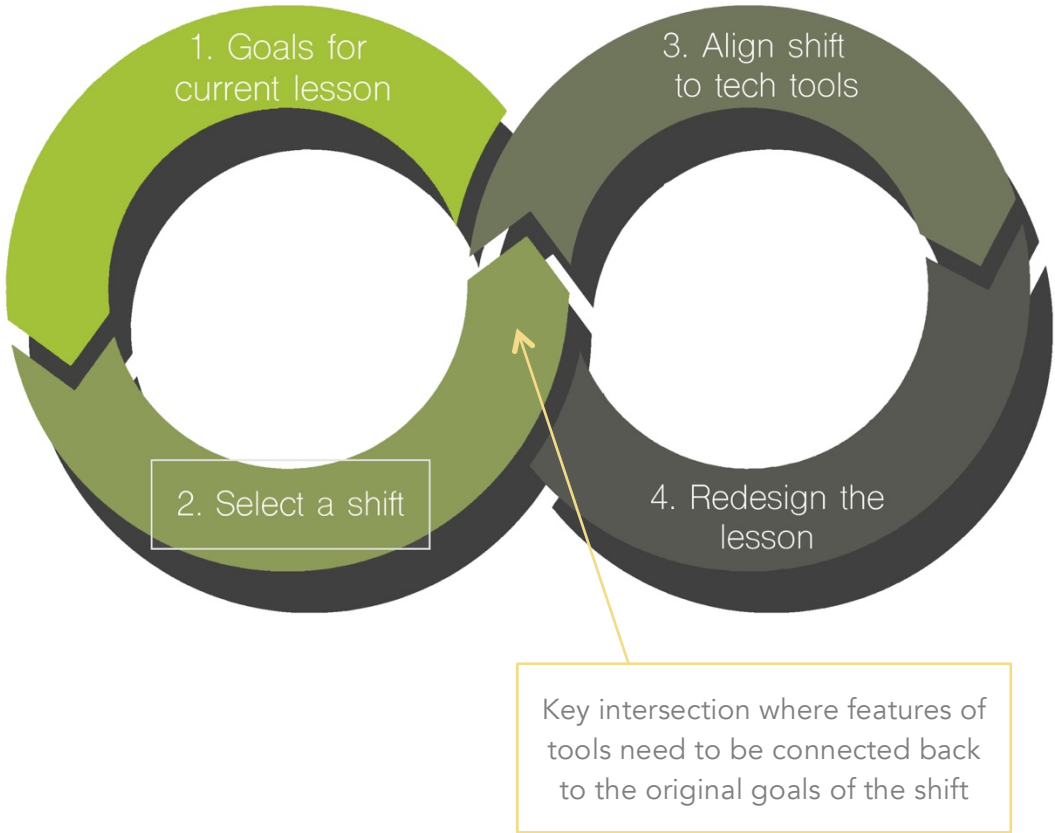 1. Goals for
current lesson
2. Select a shift
3. Align shift
to tech tools
4. Redesign the
lesson
Key intersection where features of
tools need to be connected back
to the original goals of the shift